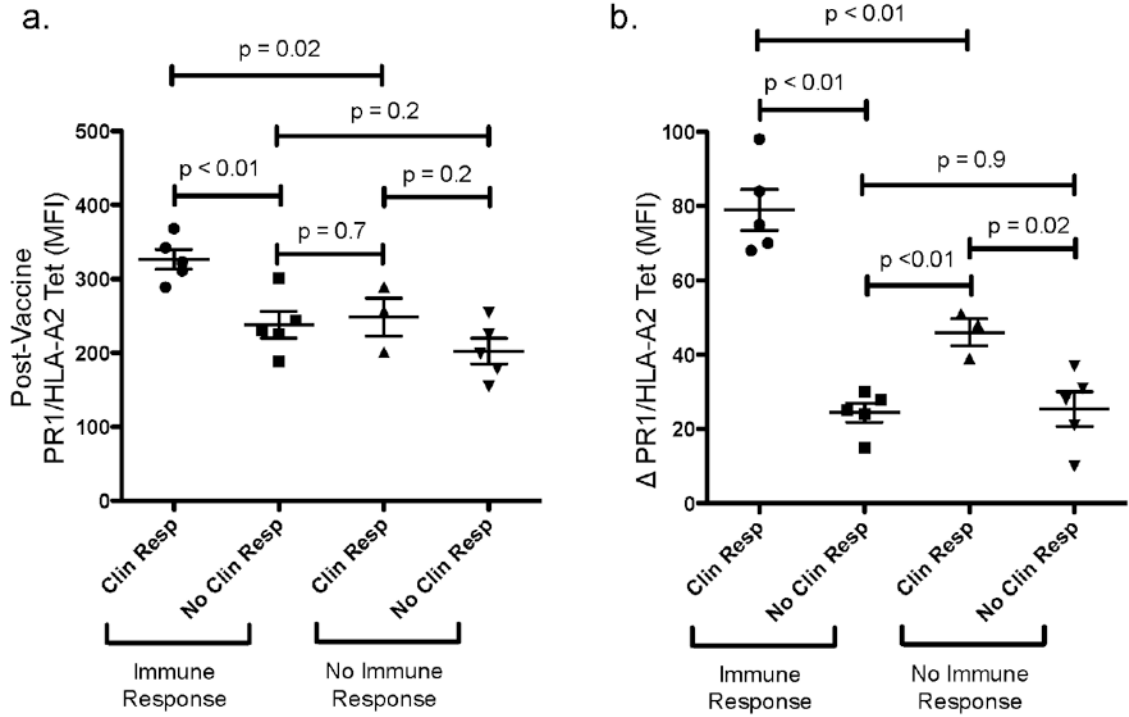 a.
p = 0.02
p = 0.2
p < 0.01
p = 0.2
p = 0.7
Post-Vaccine
PR1/HLA-A2 Tet (MFI)
500
400
300
200
100
0
Clin Resp
No Clin Resp
Clin Resp
No Clin Resp
Immune
Response
No Immune
Response
b.
p < 0.01
p < 0.01
p = 0.9
p = 0.02
p <0.01
Δ PR1/HLA-A2 Tet (MFI)
100
80
60
40
20
0
Clin Resp
No Clin Resp
Clin Resp
No Clin Resp
Immune
Response
No Immune
Response